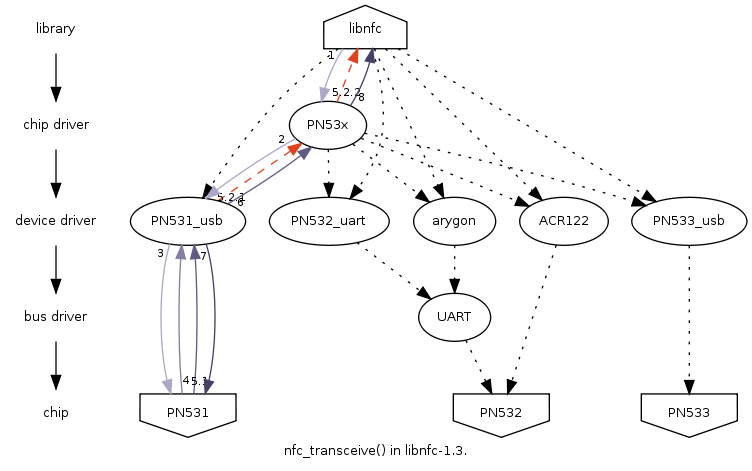 library
libnfc
1
5.2.2
8
chip driver
PN53x
2
5.2.1
6
device driver
PN531_usb
PN532_uart
arygon
ACR122
PN533_usb
3
7
bus driver
UART
4
5.1
chip
PN531
PN532
PN533
nfc_transceive() in libnfc-1.3.